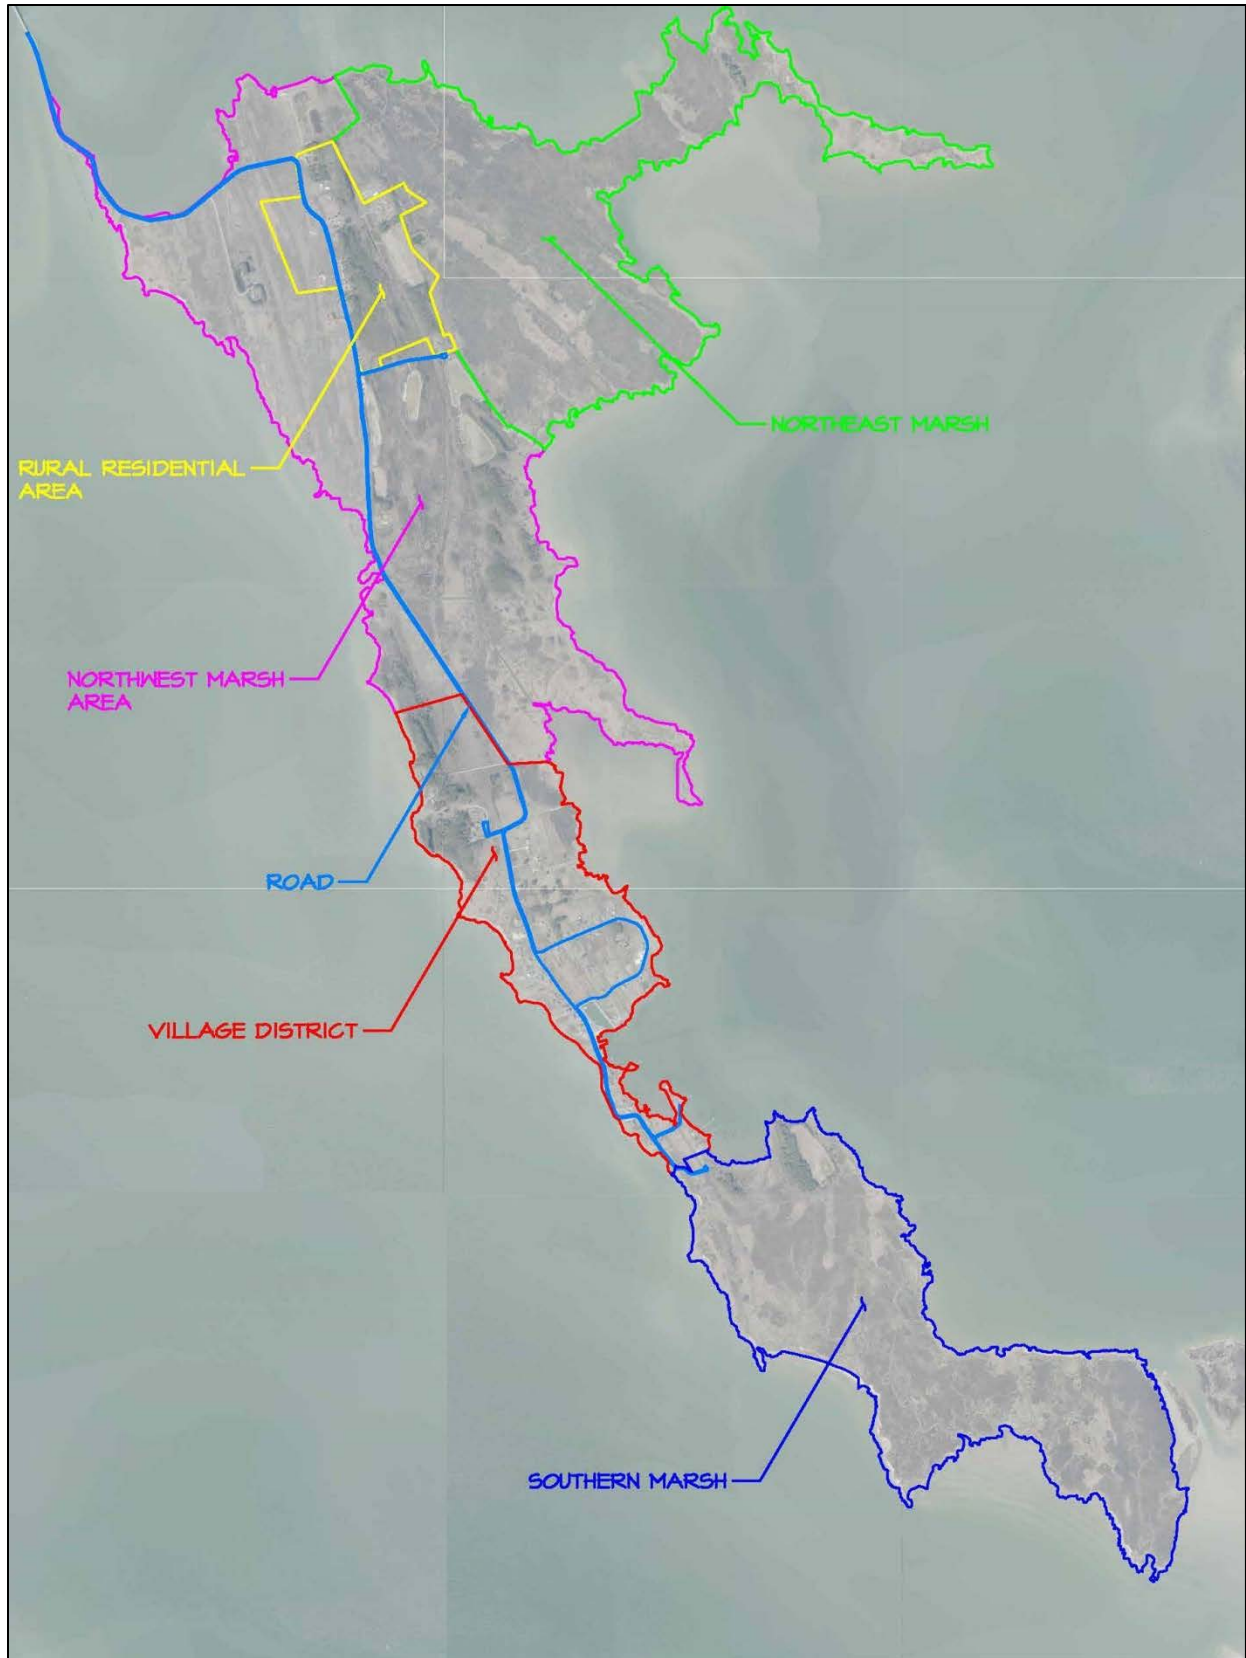 NORTHEAST MARSH
RURAL RESIDENTIAL
AREA
NORTHWEST MARSH
AREA
ROAD
VILLAGE DISTRICT
SOUTHERN MARSH